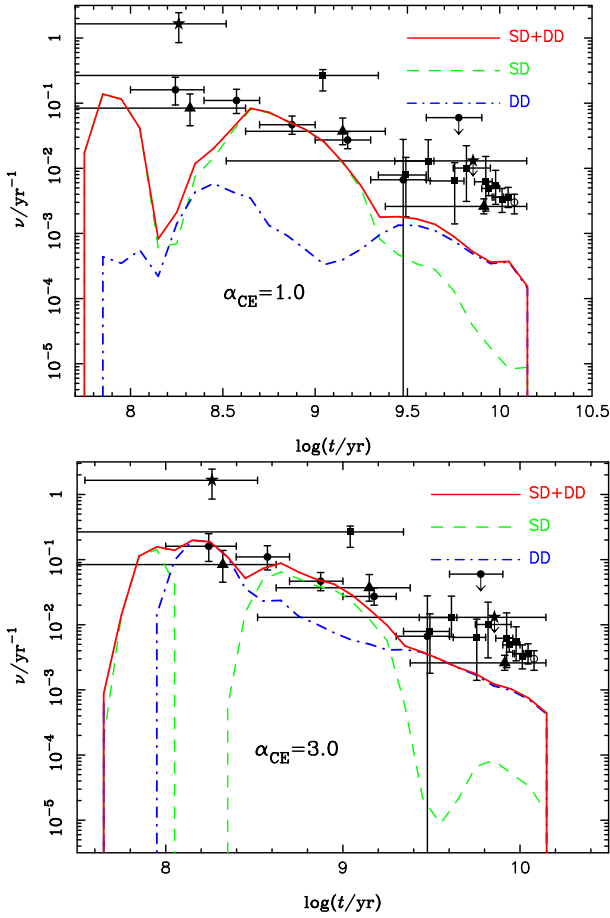 SD+DD
SD
DD
1
10⁻¹
10⁻²
10⁻³
10⁻⁴
10⁻⁵
ν/yr⁻¹
α_CE=1.0
8
8.5
9
9.5
10
10.5
log(t/yr)
SD+DD
SD
DD
1
10⁻¹
10⁻²
10⁻³
10⁻⁴
10⁻⁵
ν/yr⁻¹
α_CE=3.0
8
9
10
log(t/yr)